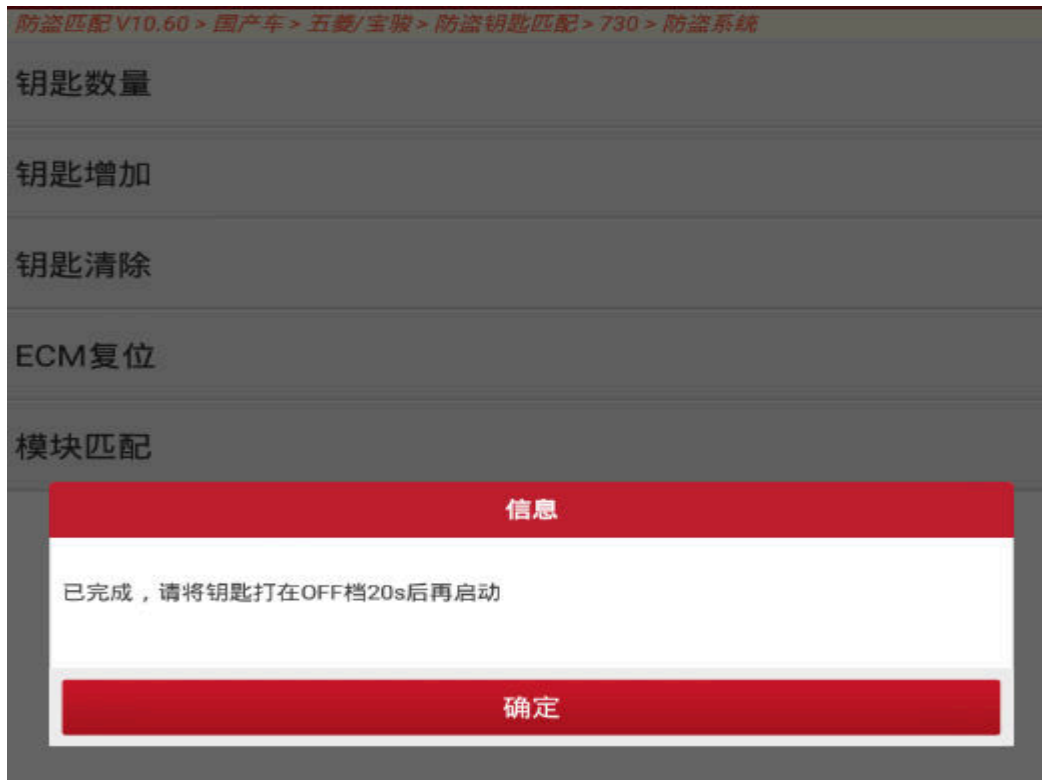 防盗匹配 V10.60 > 国产车 > 五菱/宝骏 > 防盗钥匙匹配 > 730 > 防盗系统
钥匙数量
钥匙增加
钥匙清除
ECM复位
模块匹配
信息
已完成，请将钥匙打在OFF档20s后再启动
确定